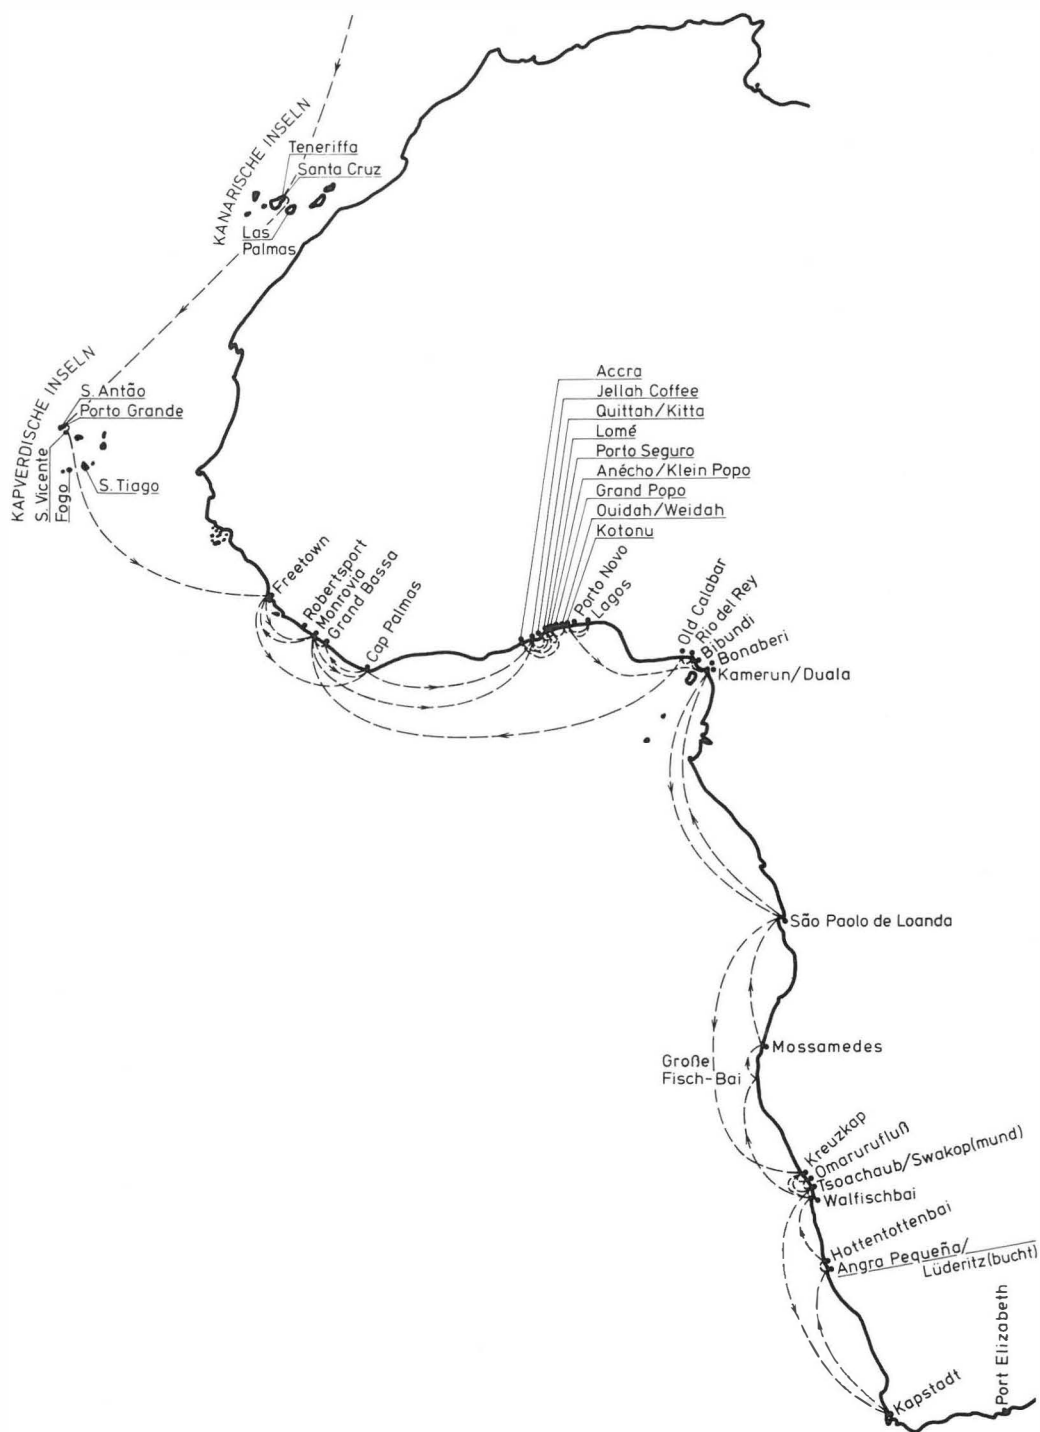 KANARISCHE INSELN
Teneriffa
Santa Cruz
Las
Palmas
KAPVERDISCHE INSELN
S. Antão
Porto Grande
S. Vicente
Fogo
S. Tiago
Freetown
Robertsport
Monrovia
Grand Bassa
Cap Palmas
Accra
Jellah Coffee
Quittah/Kitta
Lomé
Porto Seguro
Anécho/Klein Popo
Grand Popo
Ouidah/Weidah
Kotonu
Porto Novo
Lagos
Old Calabar
Rio del Rey
Bibundi
Bonaberi
Kamerun/Duala
São Paolo de Loanda
Mossamedes
Große
Fisch-Bai
Kreuzkap
Omarurufluß
Tsoachaub/Swakop(mund)
Walfischbai
Hottentottenbai
Angra Pequeña/
Lüderitz(bucht)
Kapstadt
Port Elizabeth